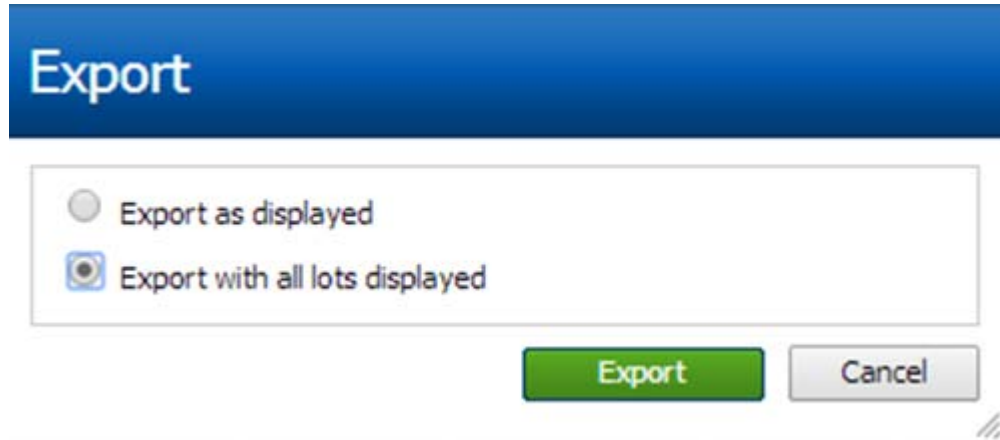 Export
Export as displayed
Export with all lots displayed
Export Cancel